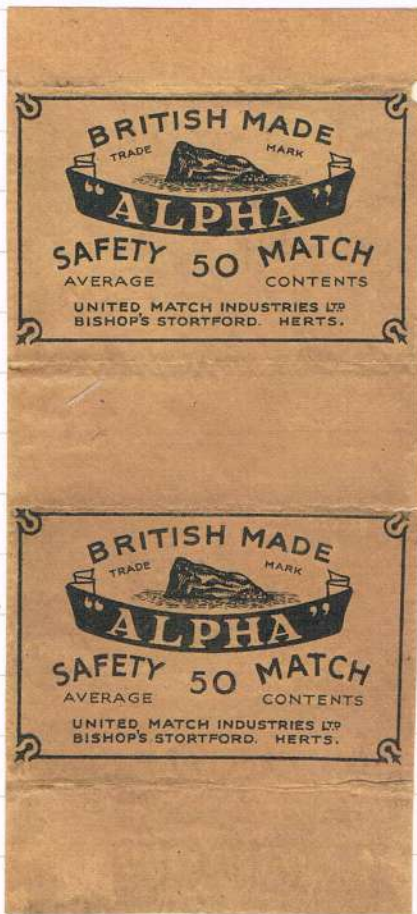 BRITISH MADE
TRADE MARK
"ALPHA"
SAFETY 50 MATCH
AVERAGE CONTENTS
UNITED MATCH INDUSTRIES LTD
BISHOP'S STORTFORD. HERTS.
BRITISH MADE
TRADE MARK
"ALPHA"
SAFETY 50 MATCH
AVERAGE CONTENTS
UNITED MATCH INDUSTRIES LTD
BISHOP'S STORTFORD. HERTS.